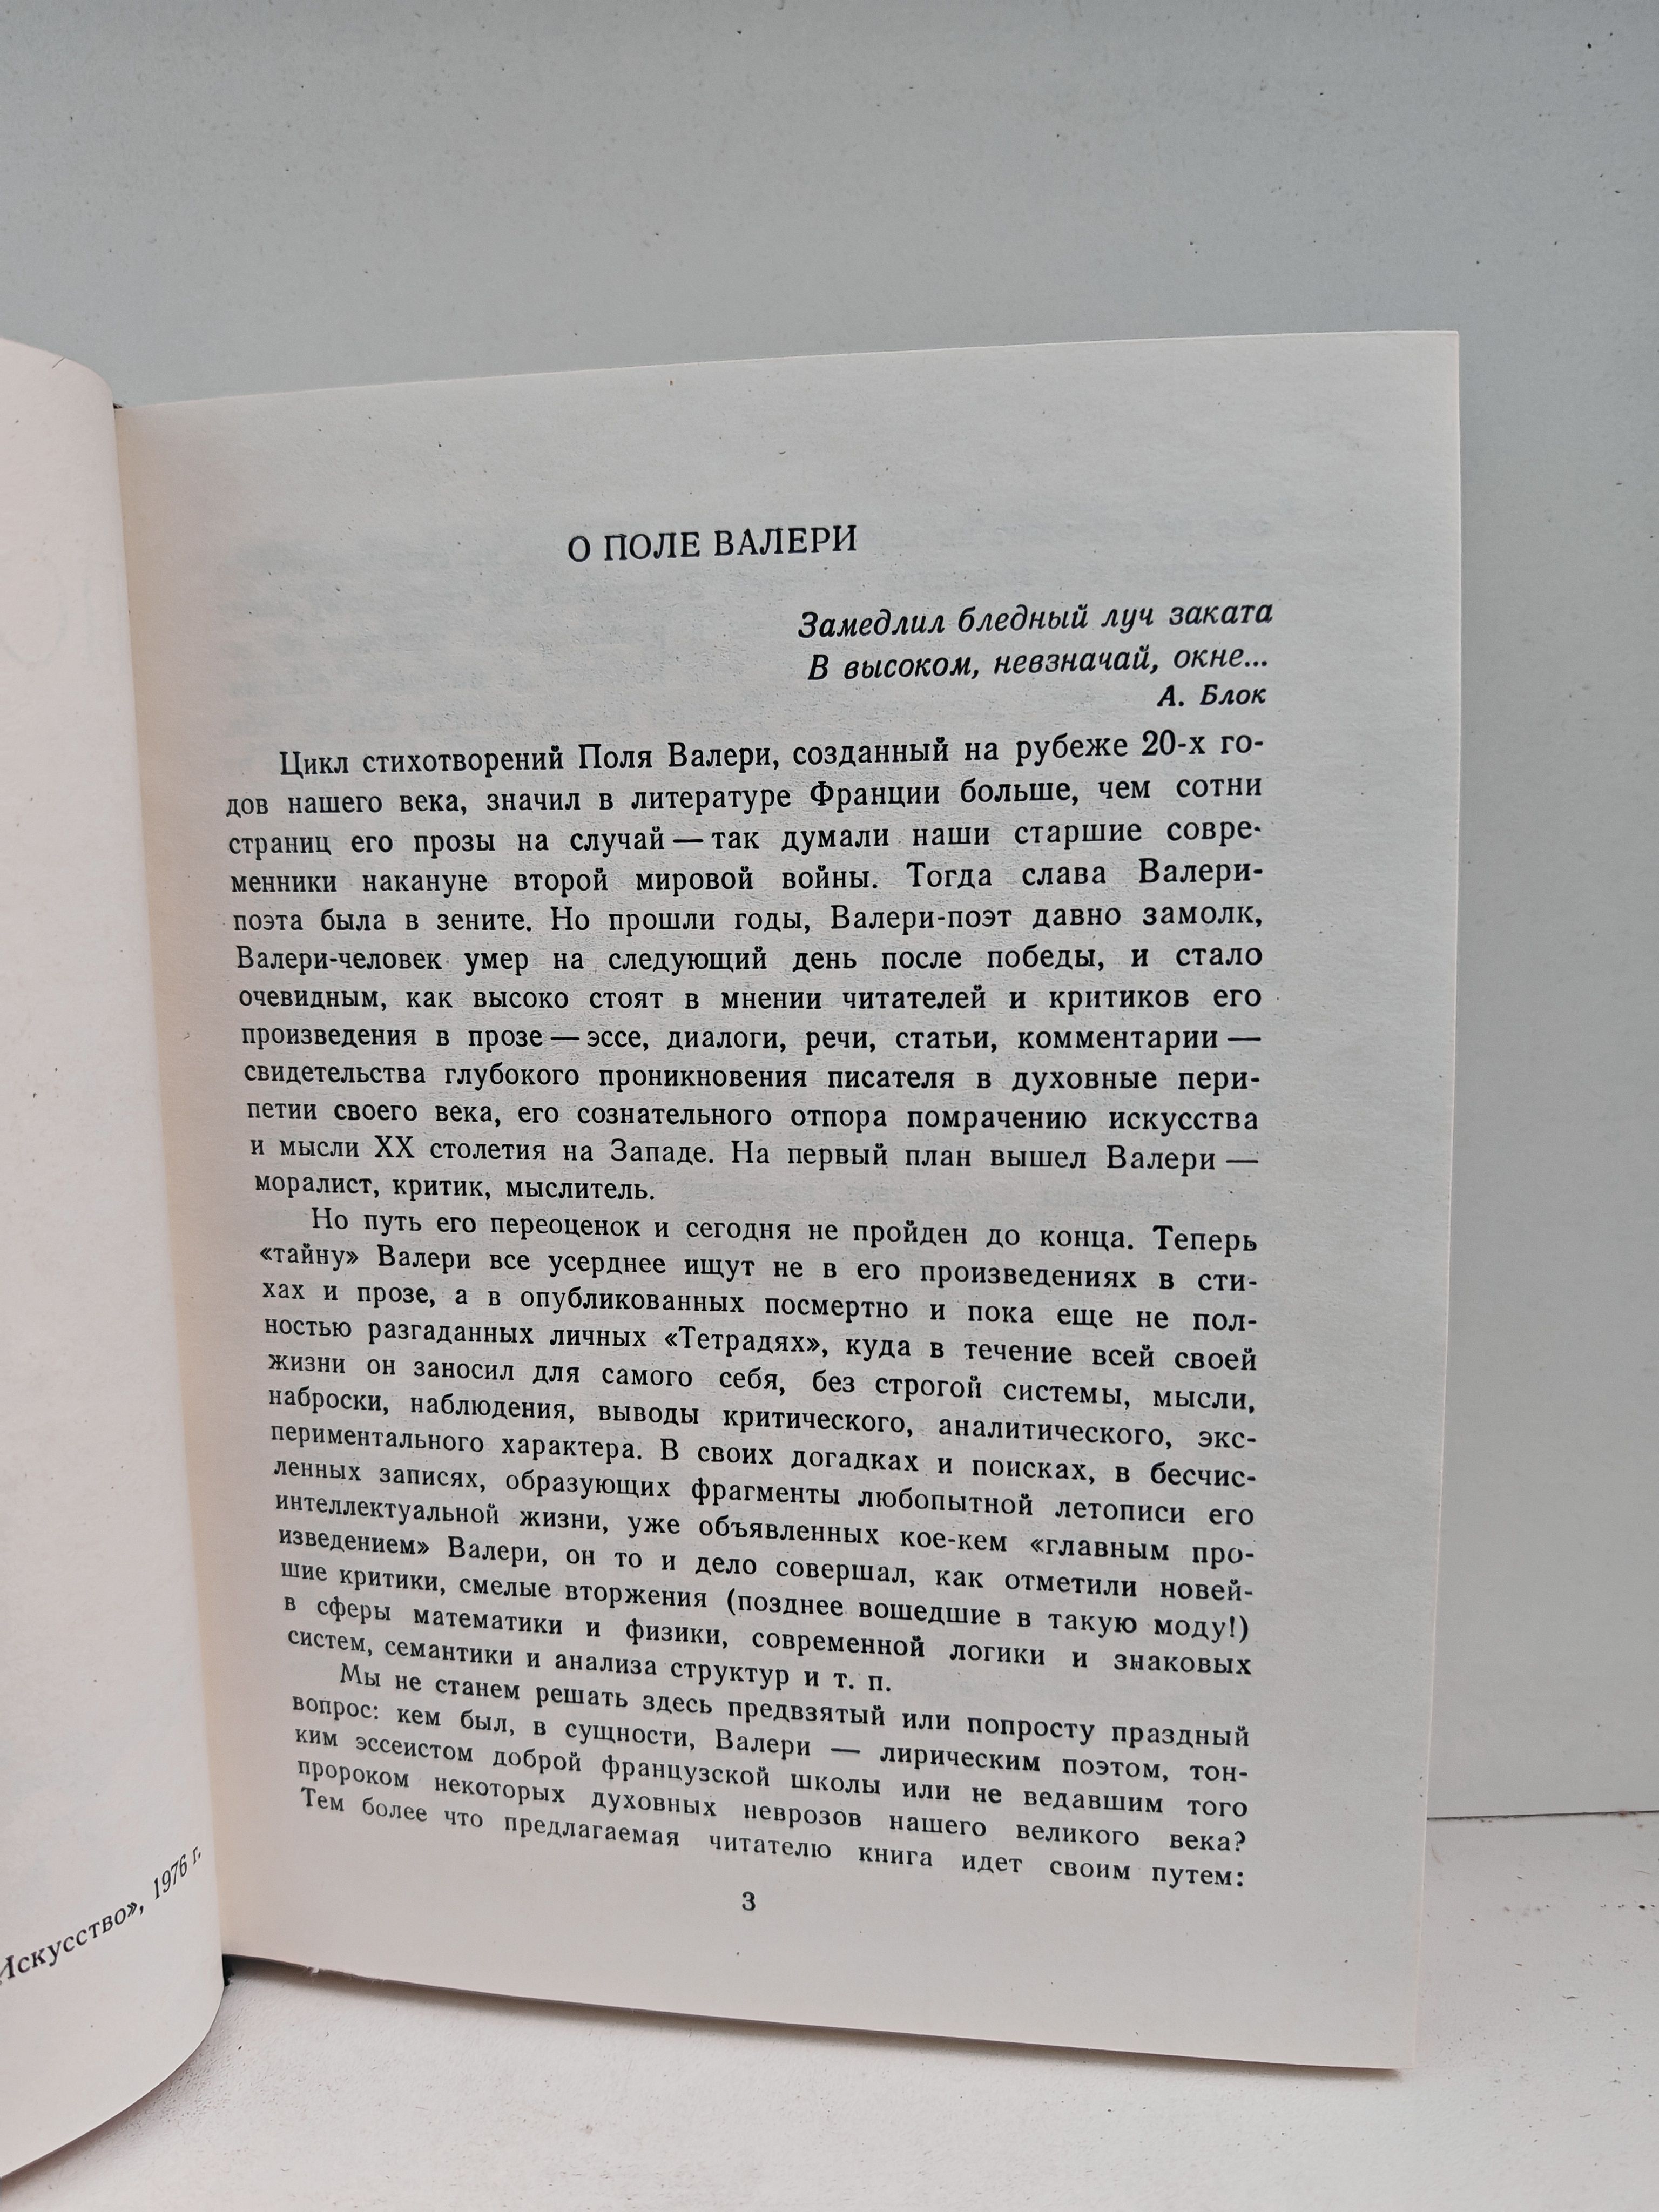 Искусство», 1976 г.
О ПОЛЕ ВАЛЕРИ
Замедлил бледный луч заката
В высоком, невзначай, окне...
А. Блок
Цикл стихотворений Поля Валери, созданный на рубеже 20-х го-
дов нашего века, значил в литературе Франции больше, чем сотни
страниц его прозы на случай — так думали наши старшие совре-
менники накануне второй мировой войны. Тогда слава Валери-
поэта была в зените. Но прошли годы, Валери-поэт давно замолк,
Валери-человек умер на следующий день после победы, и стало
очевидным, как высоко стоят в мнении читателей и критиков его
произведения в прозе — эссе, диалоги, речи, статьи, комментарии —
свидетельства глубокого проникновения писателя в духовные пери-
петии своего века, его сознательного отпора помрачению искусства
и мысли XX столетия на Западе. На первый план вышел Валери —
моралист, критик, мыслитель.
Но путь его переоценок и сегодня не пройден до конца. Теперь
«тайну» Валери все усерднее ищут не в его произведениях в сти-
хах и прозе, а в опубликованных посмертно и пока еще не пол-
ностью разгаданных личных «Тетрадях», куда в течение всей своей
жизни он заносил для самого себя, без строгой системы, мысли,
наброски, наблюдения, выводы критического, аналитического, экс-
периментального характера. В своих догадках и поисках, в бесчис-
ленных записях, образующих фрагменты любопытной летописи его
интеллектуальной жизни, уже объявленных кое-кем «главным про-
изведением» Валери, он то и дело совершал, как отметили новей-
шие критики, смелые вторжения (позднее вошедшие в такую моду!)
в сферы математики и физики, современной логики и знаковых
систем, семантики и анализа структур и т. п.
Мы не станем решать здесь предвзятый или попросту праздный
вопрос: кем был, в сущности, Валери — лирическим поэтом, тон-
ким эссеистом доброй французской школы или не ведавшим того
пророком некоторых духовных неврозов нашего великого века?
Тем более что предлагаемая читателю книга идет своим путем:
3